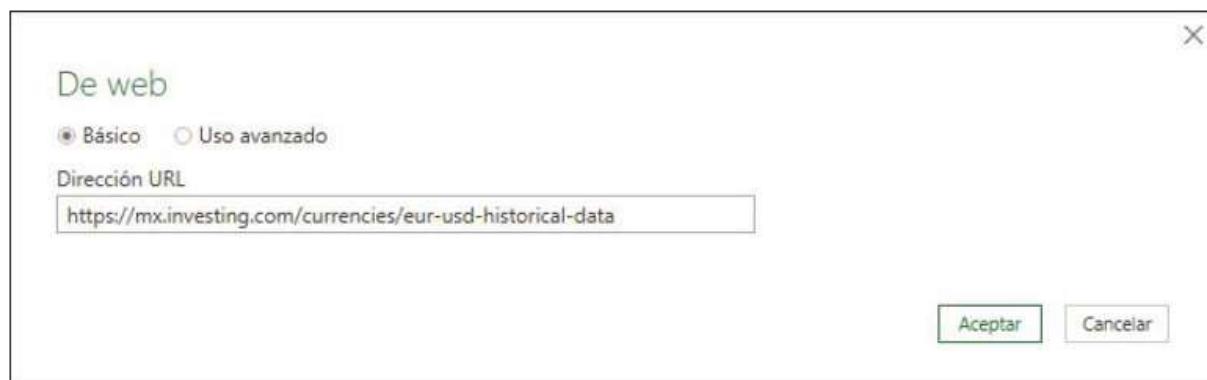 De web
Básico Uso avanzado
Dirección URL
https://mx.investing.com/currencies/eur-usd-historical-data
Aceptar Cancelar